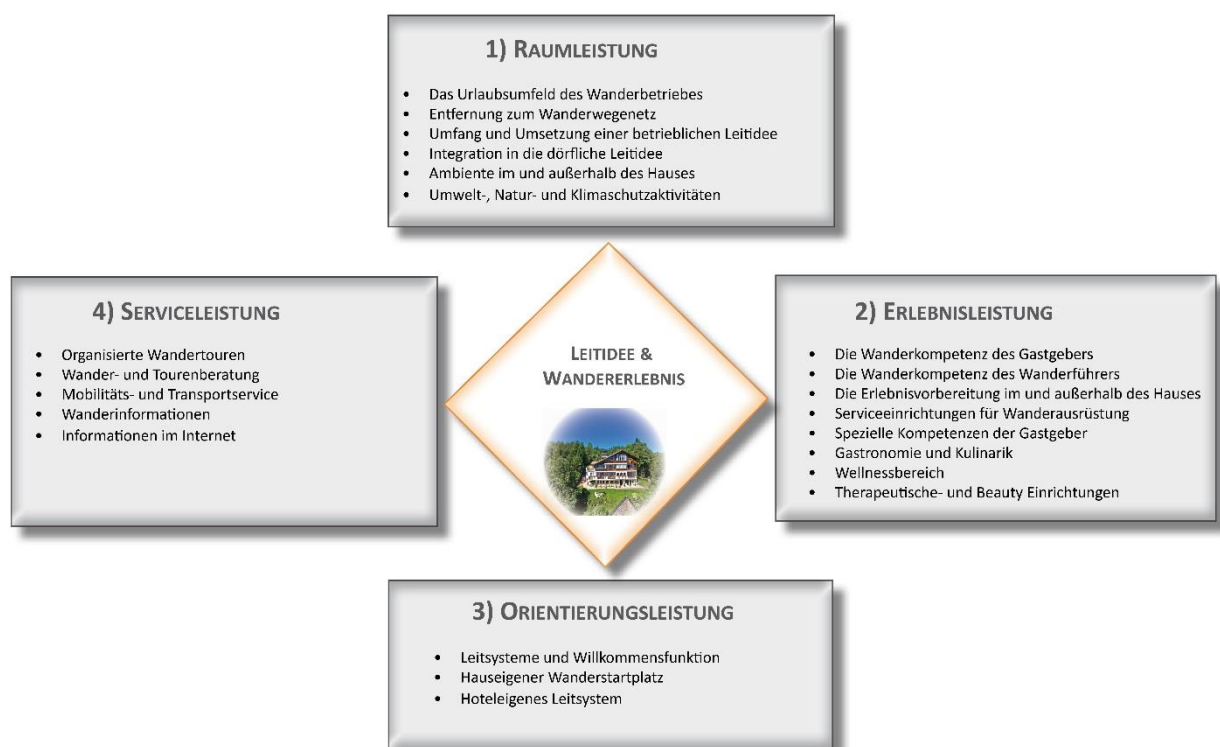 1) RAUMLEISTUNG
• Das Urlaubsumfeld des Wanderbetriebes
• Entfernung zum Wanderwegenetz
• Umfang und Umsetzung einer betrieblichen Leitidee
• Integration in die dörfliche Leitidee
• Ambiente im und außerhalb des Hauses
• Umwelt-, Natur- und Klimaschutzaktivitäten
4) SERVICELEISTUNG
• Organisierte Wandertouren
• Wander- und Tourenberatung
• Mobilitäts- und Transportservice
• Wanderinformationen
• Informationen im Internet
LEITIDEE &
WANDERERLEBNIS
2) ERLEBNISLEISTUNG
• Die Wanderkompetenz des Gastgebers
• Die Wanderkompetenz des Wanderführers
• Die Erlebnisvorbereitung im und außerhalb des Hauses
• Serviceeinrichtungen für Wanderausrüstung
• Spezielle Kompetenzen der Gastgeber
• Gastronomie und Kulinarik
• Wellnessbereich
• Therapeutische- und Beauty Einrichtungen
3) ORIENTIERUNGSLEISTUNG
• Leitsysteme und Willkommensfunktion
• Hauseigener Wanderstartplatz
• Hoteleigenes Leitsystem